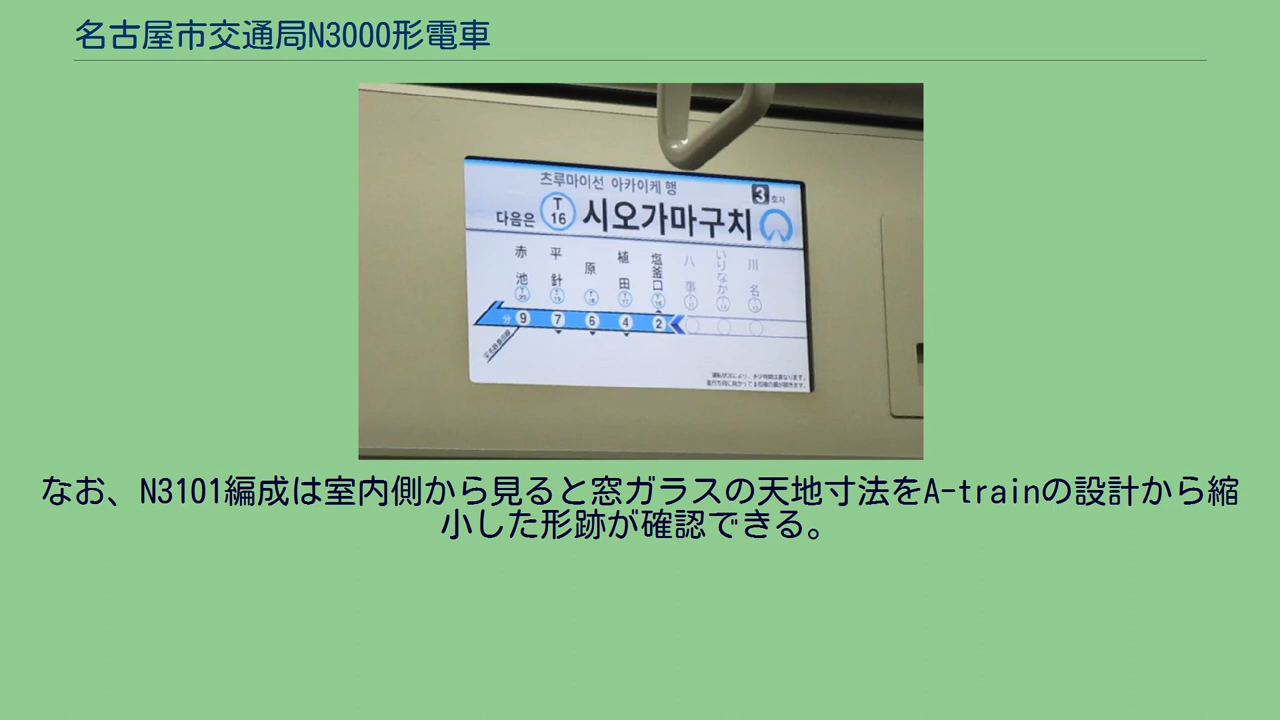 名古屋市交通局N3000形電車
츠루마이선 아카이케 행
3 호차
다음은 T 16 시오가마구치
赤池 平針 原 植田 塩釜口 八事 いりなか 川名
T 20 T 19 T 18 T 17 T 16
分 9 7 6 4 2
なお、N3101編成は室内側から見ると窓ガラスの天地寸法をA-trainの設計から縮
小した形跡が確認できる。